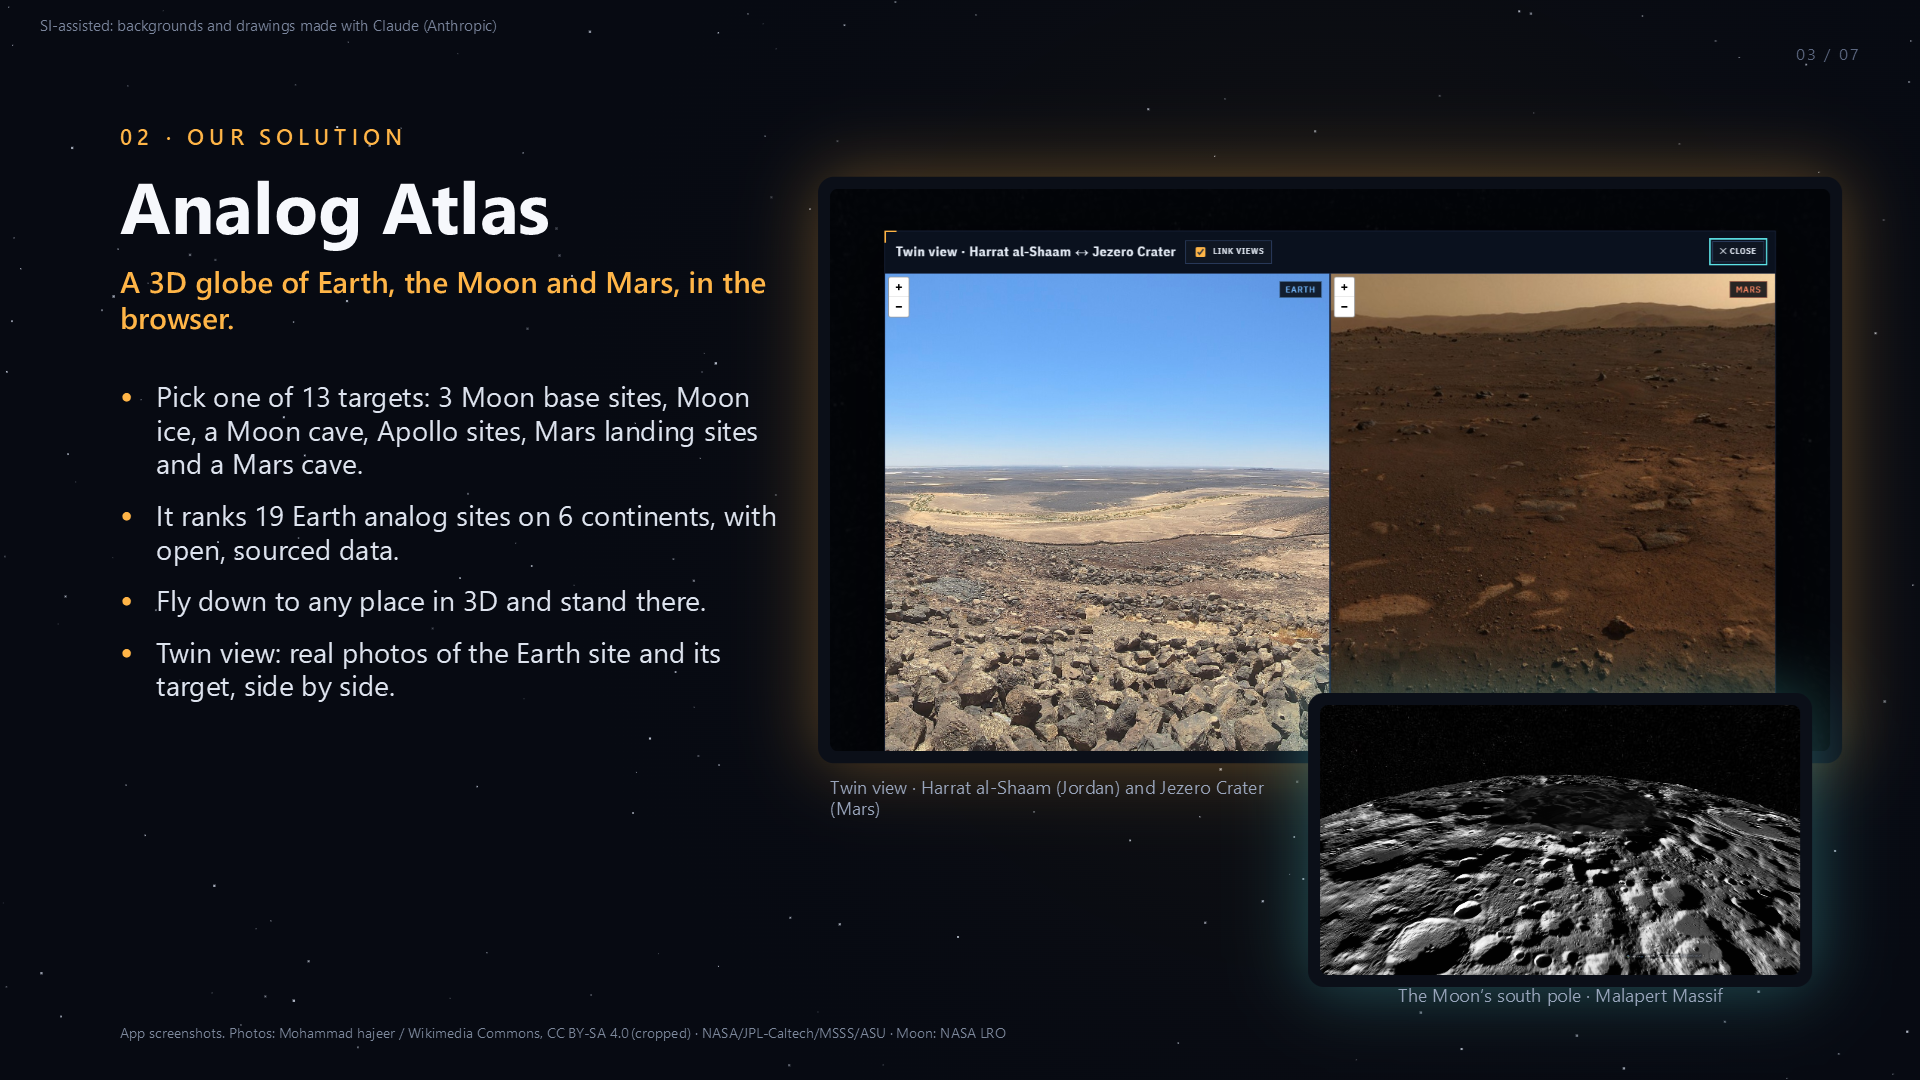 SI-assisted: backgrounds and drawings made with Claude (Anthropic)
03 / 07
02 · OUR SOLUTION
Analog Atlas
A 3D globe of Earth, the Moon and Mars, in the
browser.
• Pick one of 13 targets: 3 Moon base sites, Moon
ice, a Moon cave, Apollo sites, Mars landing sites
and a Mars cave.
• It ranks 19 Earth analog sites on 6 continents, with
open, sourced data.
• Fly down to any place in 3D and stand there.
• Twin view: real photos of the Earth site and its
target, side by side.
Twin view · Harrat al-Shaam ↔ Jezero Crater
LINK VIEWS
× CLOSE
+
−
EARTH
+
−
MARS
Twin view · Harrat al-Shaam (Jordan) and Jezero Crater
(Mars)
The Moon's south pole · Malapert Massif
App screenshots. Photos: Mohammad hajeer / Wikimedia Commons, CC BY-SA 4.0 (cropped) · NASA/JPL-Caltech/MSSS/ASU · Moon: NASA LRO